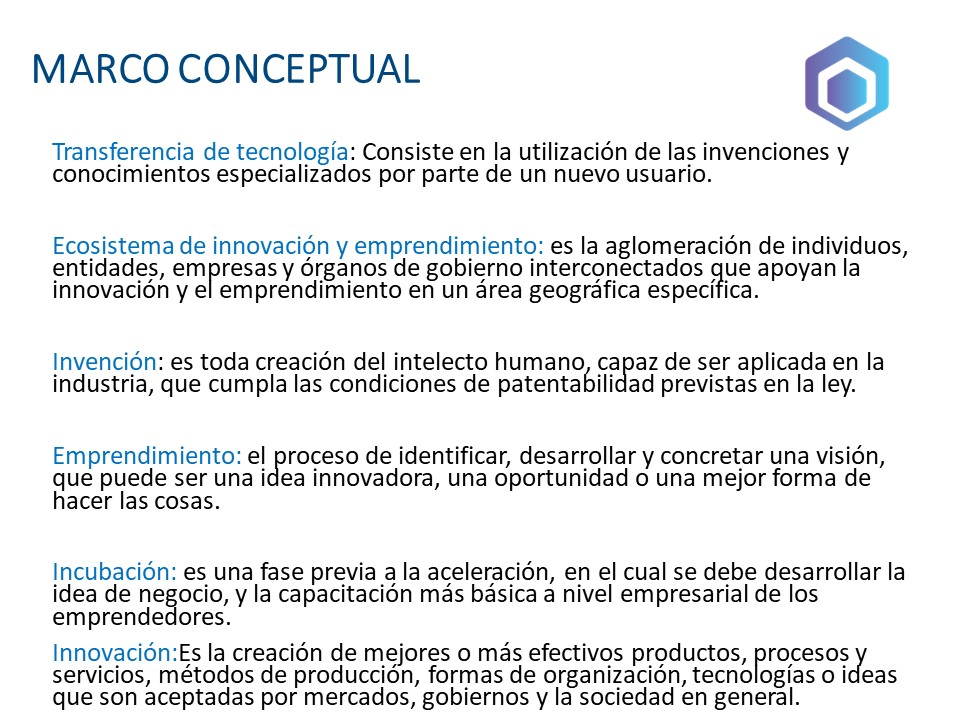 MARCO CONCEPTUAL
Transferencia de tecnología: Consiste en la utilización de las invenciones y
conocimientos especializados por parte de un nuevo usuario.
Ecosistema de innovación y emprendimiento: es la aglomeración de individuos,
entidades, empresas y órganos de gobierno interconectados que apoyan la
innovación y el emprendimiento en un área geográfica específica.
Invención: es toda creación del intelecto humano, capaz de ser aplicada en la
industria, que cumpla las condiciones de patentabilidad previstas en la ley.
Emprendimiento: el proceso de identificar, desarrollar y concretar una visión,
que puede ser una idea innovadora, una oportunidad o una mejor forma de
hacer las cosas.
Incubación: es una fase previa a la aceleración, en el cual se debe desarrollar la
idea de negocio, y la capacitación más básica a nivel empresarial de los
emprendedores.
Innovación:Es la creación de mejores o más efectivos productos, procesos y
servicios, métodos de producción, formas de organización, tecnologías o ideas
que son aceptadas por mercados, gobiernos y la sociedad en general.